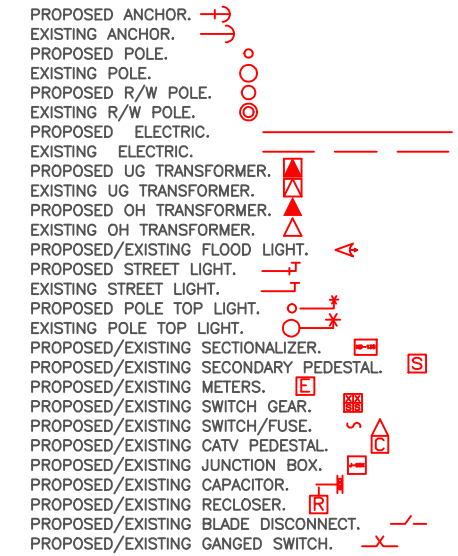 PROPOSED ANCHOR.
EXISTING ANCHOR.
PROPOSED POLE.
EXISTING POLE.
PROPOSED R/W POLE.
EXISTING R/W POLE.
PROPOSED ELECTRIC.
EXISTING ELECTRIC.
PROPOSED UG TRANSFORMER.
EXISTING UG TRANSFORMER.
PROPOSED OH TRANSFORMER.
EXISTING OH TRANSFORMER.
PROPOSED/EXISTING FLOOD LIGHT.
PROPOSED STREET LIGHT.
EXISTING STREET LIGHT.
PROPOSED POLE TOP LIGHT.
EXISTING POLE TOP LIGHT.
PROPOSED/EXISTING SECTIONALIZER.
PROPOSED/EXISTING SECONDARY PEDESTAL. S
PROPOSED/EXISTING METERS. E
PROPOSED/EXISTING SWITCH GEAR.
PROPOSED/EXISTING SWITCH/FUSE.
PROPOSED/EXISTING CATV PEDESTAL. C
PROPOSED/EXISTING JUNCTION BOX.
PROPOSED/EXISTING CAPACITOR.
PROPOSED/EXISTING RECLOSER. R
PROPOSED/EXISTING BLADE DISCONNECT.
PROPOSED/EXISTING GANGED SWITCH.